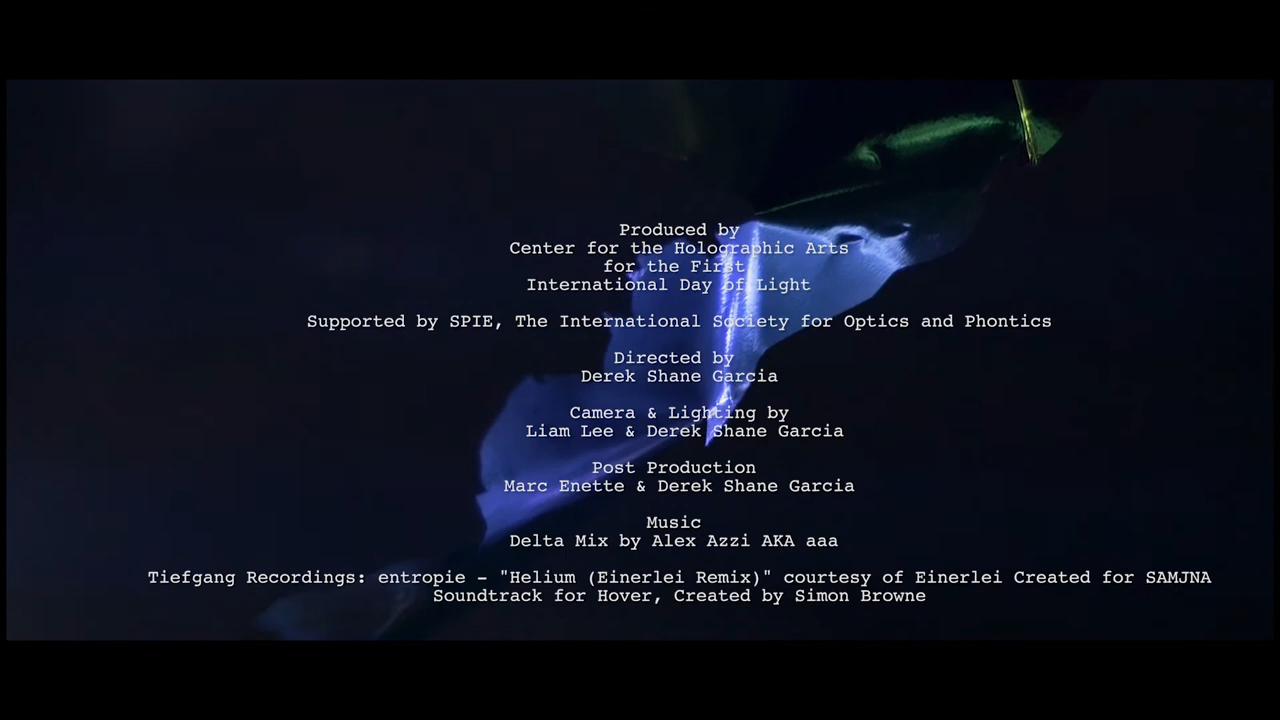 Produced by
Center for the Holographic Arts
for the First
International Day of Light
Supported by SPIE, The International Society for Optics and Phontics
Directed by
Derek Shane Garcia
Camera & Lighting by
Liam Lee & Derek Shane Garcia
Post Production
Marc Enette & Derek Shane Garcia
Music
Delta Mix by Alex Azzi AKA aaa
Tiefgang Recordings: entropie - "Helium (Einerlei Remix)" courtesy of Einerlei Created for SAMJNA
Soundtrack for Hover, Created by Simon Browne